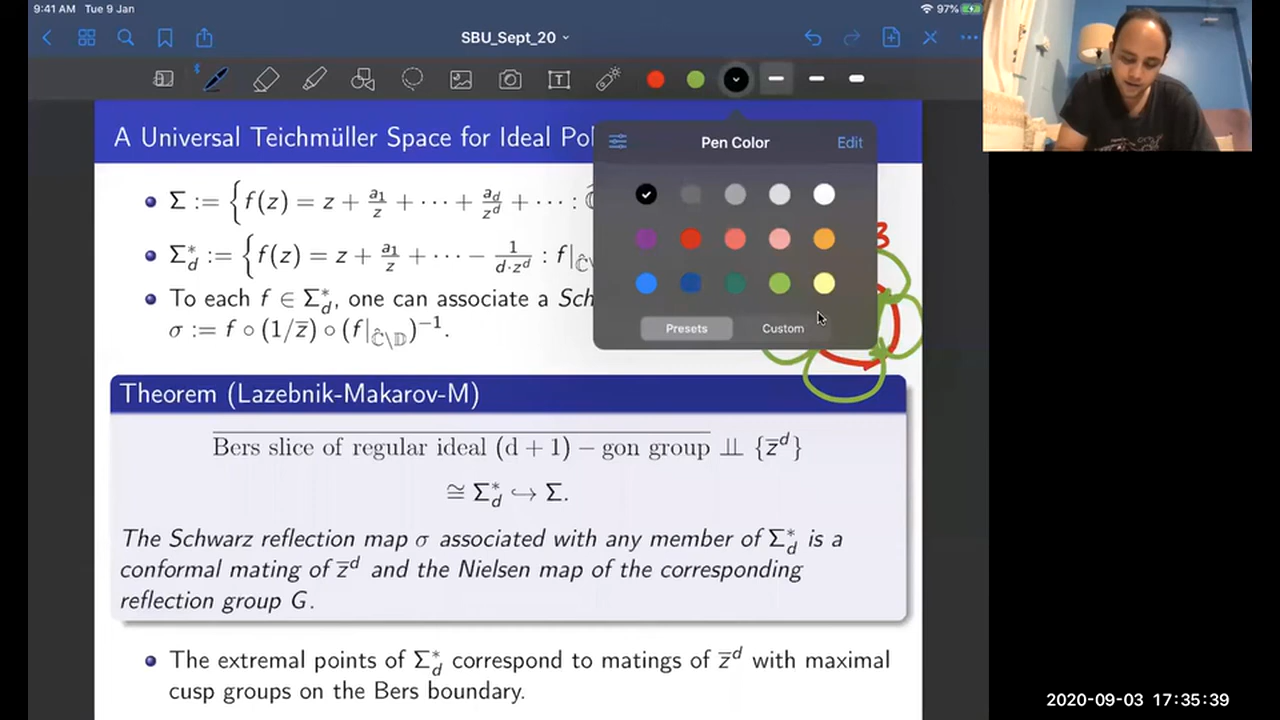 9:41 AM Tue 9 Jan
97%
SBU_Sept_20
T
A Universal Teichmüller Space for Ideal Pol
Pen Color
Edit
Presets
Custom
Σ := {f(z) = z + a₁/z + ⋯ + a_d/z^d + ⋯ :
Σ*_d := {f(z) = z + a₁/z + ⋯ − 1/(d·z^d) : f|
To each f ∈ Σ*_d, one can associate a Sch
σ := f ∘ (1/z̄) ∘ (f|_{Ĉ\𝔻})⁻¹.
3
Theorem (Lazebnik-Makarov-M)
Bers slice of regular ideal (d + 1) − gon group ⫫ {z̄^d}
≅ Σ*_d ↪ Σ.
The Schwarz reflection map σ associated with any member of Σ*_d is a
conformal mating of z̄^d and the Nielsen map of the corresponding
reflection group G.
The extremal points of Σ*_d correspond to matings of z̄^d with maximal
cusp groups on the Bers boundary.
2020-09-03 17:35:39